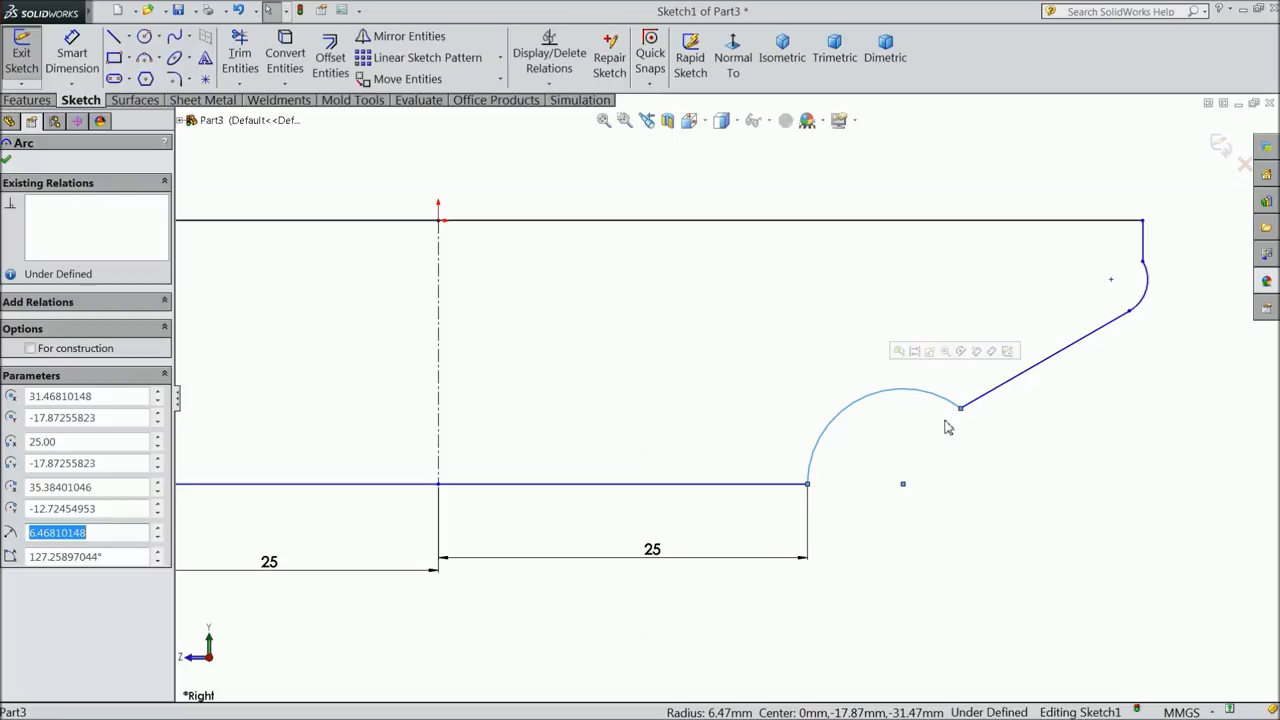 SOLIDWORKS
Sketch1 of Part3 *
Search SolidWorks Help
Exit Sketch
Smart Dimension
Trim Entities
Convert Entities
Offset Entities
Mirror Entities
Linear Sketch Pattern
Move Entities
Display/Delete Relations
Repair Sketch
Quick Snaps
Rapid Sketch
Normal To
Isometric
Trimetric
Dimetric
Features
Sketch
Surfaces
Sheet Metal
Weldments
Mold Tools
Evaluate
Office Products
Simulation
Part3 (Default<<Def...
Arc
?
Existing Relations
Under Defined
Add Relations
Options
For construction
Parameters
31.46810148
-17.87255823
25.00
-17.87255823
35.38401046
-12.72454953
6.46810148
127.25897044°
25
25
Y
Z
*Right
Part3
Radius: 6.47mm Center: 0mm,-17.87mm,-31.47mm Under Defined Editing Sketch1 MMGS